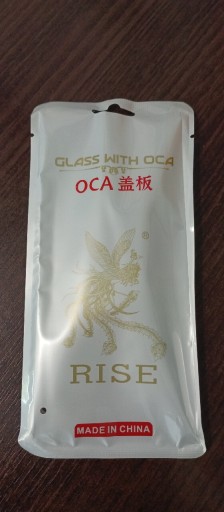 GLASS WITH OCA
OCA 盖板
®
RISE
MADE IN CHINA